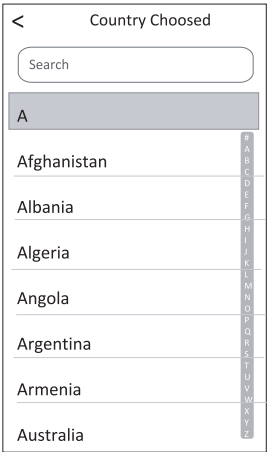 < Country Choosed
Search
A
Afghanistan
Albania
Algeria
Angola
Argentina
Armenia
Australia
#
A
B
C
D
E
F
G
H
I
J
K
L
M
N
O
P
Q
R
S
T
U
V
W
X
Y
Z